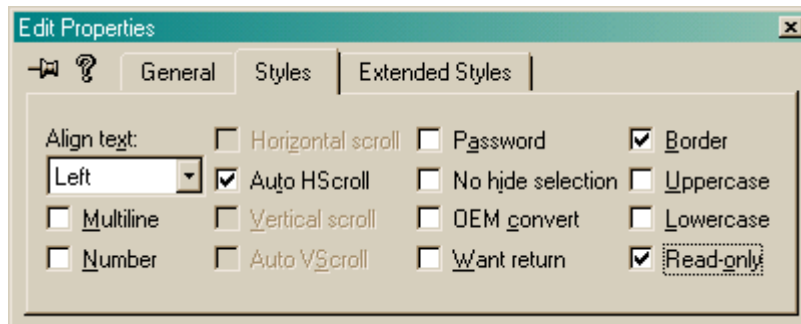 Edit Properties
General Styles Extended Styles
Align text: Horizontal scroll Password Border
Left Auto HScroll No hide selection Uppercase
Multiline Vertical scroll OEM convert Lowercase
Number Auto VScroll Want return Read-only